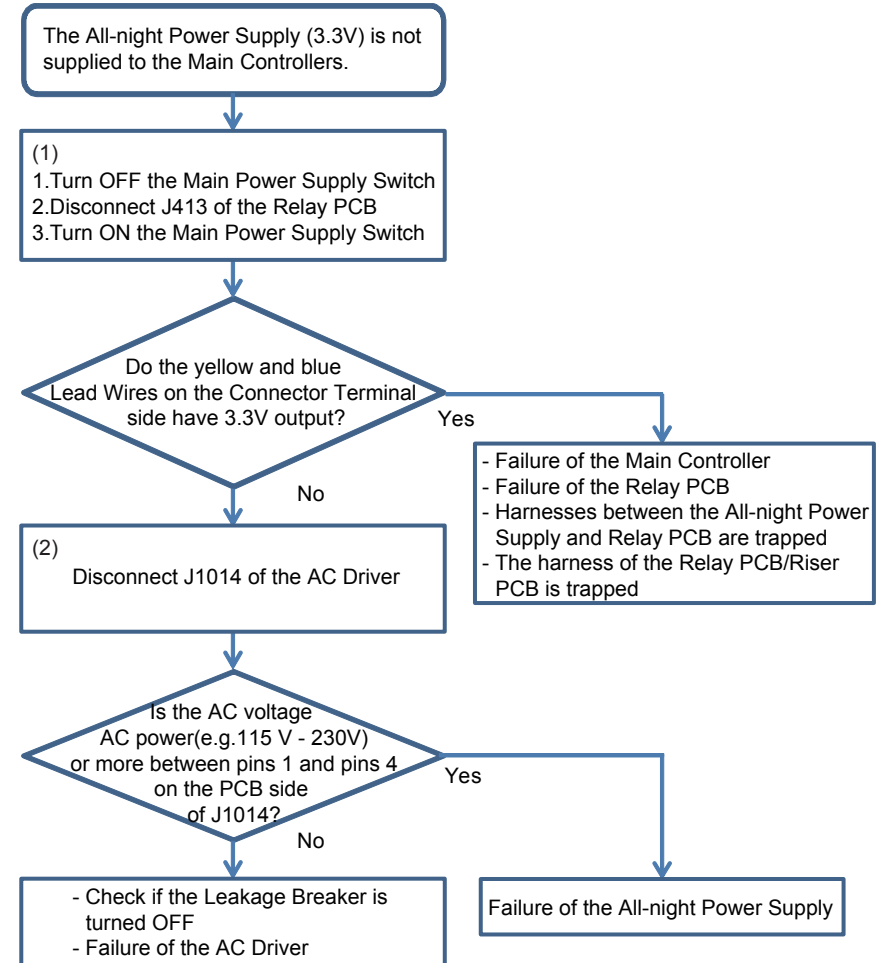 The All-night Power Supply (3.3V) is not
supplied to the Main Controllers.
(1)
1.Turn OFF the Main Power Supply Switch
2.Disconnect J413 of the Relay PCB
3.Turn ON the Main Power Supply Switch
Do the yellow and blue
Lead Wires on the Connector Terminal
side have 3.3V output?
Yes
No
- Failure of the Main Controller
- Failure of the Relay PCB
- Harnesses between the All-night Power
Supply and Relay PCB are trapped
- The harness of the Relay PCB/Riser
PCB is trapped
(2)
Disconnect J1014 of the AC Driver
Is the AC voltage
AC power(e.g.115 V - 230V)
or more between pins 1 and pins 4
on the PCB side
of J1014?
Yes
No
- Check if the Leakage Breaker is
turned OFF
- Failure of the AC Driver
Failure of the All-night Power Supply